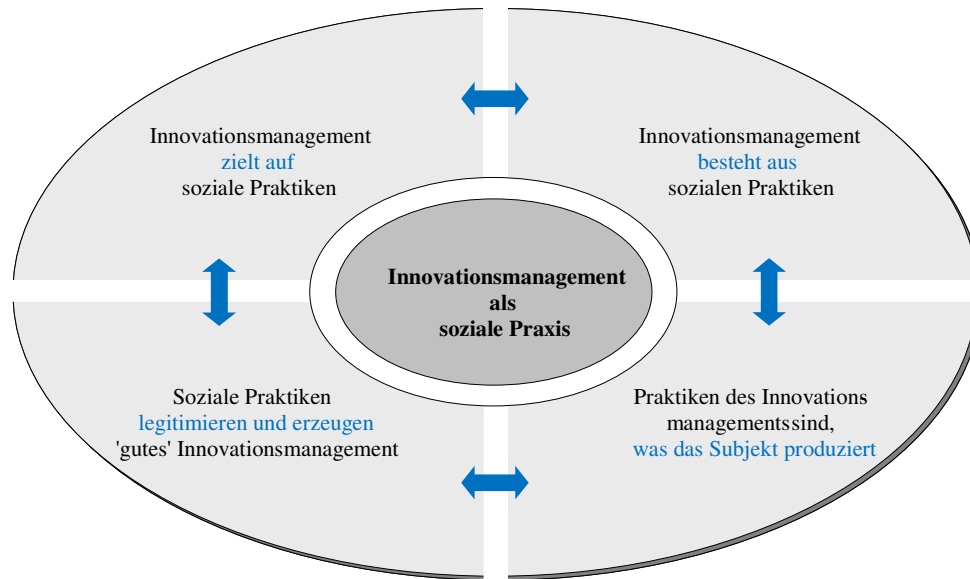 Innovationsmanagement
zielt auf
soziale Praktiken
Innovationsmanagement
besteht aus
sozialen Praktiken
Innovationsmanagement
als
soziale Praxis
Soziale Praktiken
legitimieren und erzeugen
'gutes' Innovationsmanagement
Praktiken des Innovations
managementssind,
was das Subjekt produziert